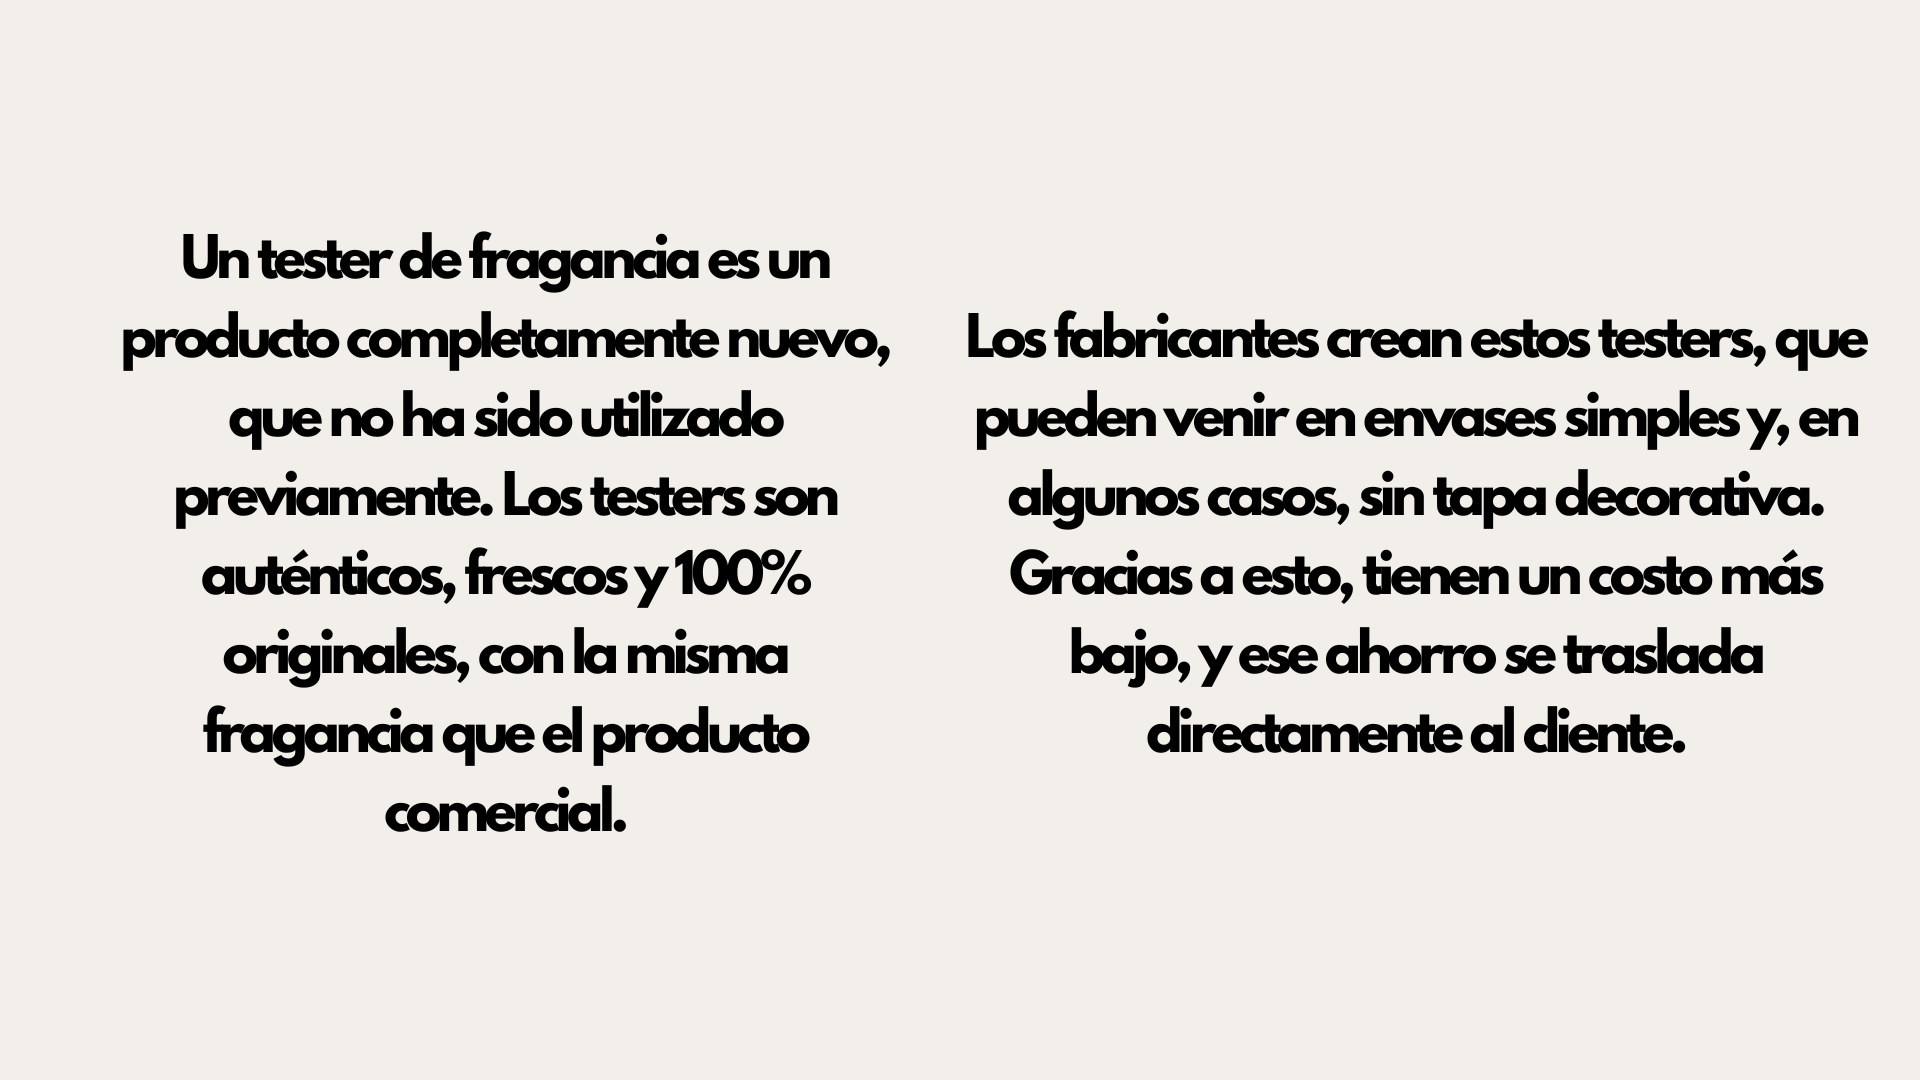 Un tester de fragancia es un
producto completamente nuevo,
que no ha sido utilizado
previamente. Los testers son
auténticos, frescos y 100%
originales, con la misma
fragancia que el producto
comercial.
Los fabricantes crean estos testers, que
pueden venir en envases simples y, en
algunos casos, sin tapa decorativa.
Gracias a esto, tienen un costo más
bajo, y ese ahorro se traslada
directamente al cliente.